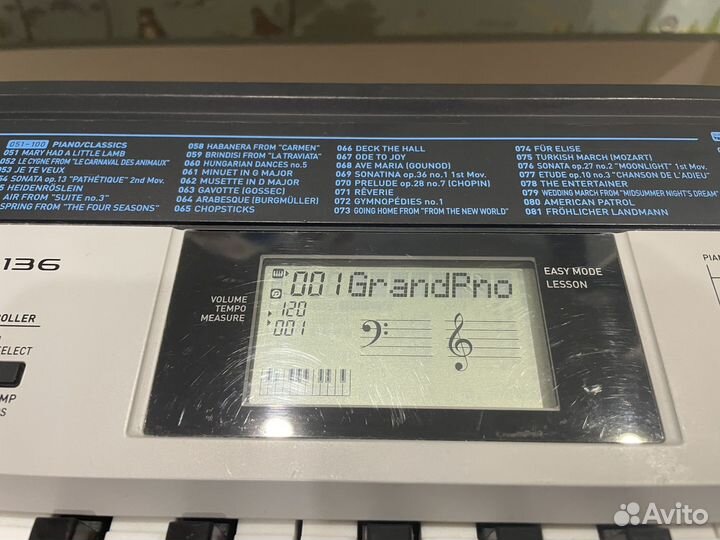 051-100 PIANO/CLASSICS
051 MARY HAD A LITTLE LAMB
052 LE CYGNE FROM "LE CARNAVAL DES ANIMAUX"
053 JE TE VEUX
54 SONATA op.13 "PATHÉTIQUE" 2nd Mov.
5 HEIDENRÖSLEIN
AIR FROM "SUITE no.3"
SPRING FROM "THE FOUR SEASONS"
058 HABANERA FROM "CARMEN"
059 BRINDISI FROM "LA TRAVIATA"
060 HUNGARIAN DANCES no.5
061 MINUET IN G MAJOR
062 MUSETTE IN D MAJOR
063 GAVOTTE (GOSSEC)
064 ARABESQUE (BURGMÜLLER)
065 CHOPSTICKS
066 DECK THE HALL
067 ODE TO JOY
068 AVE MARIA (GOUNOD)
069 SONATINA op.36 no.1 1st Mov.
070 PRELUDE op.28 no.7 (CHOPIN)
071 RÊVERIE
072 GYMNOPÉDIES no.1
073 GOING HOME FROM "FROM THE NEW WORLD"
074 FÜR ELISE
075 TURKISH MARCH (MOZART)
076 SONATA op.27 no.2 "MOONLIGHT" 1st Mov.
077 ETUDE op.10 no.3 "CHANSON DE L'ADIEU"
078 THE ENTERTAINER
079 WEDDING MARCH FROM "MIDSUMMER NIGHT'S DREAM"
080 AMERICAN PATROL
081 FRÖHLICHER LANDMANN
136
001GrandPno
VOLUME
TEMPO
MEASURE
120
001
EASY MODE
LESSON
PIAN
OLLER
SELECT
MP
DS
Avito